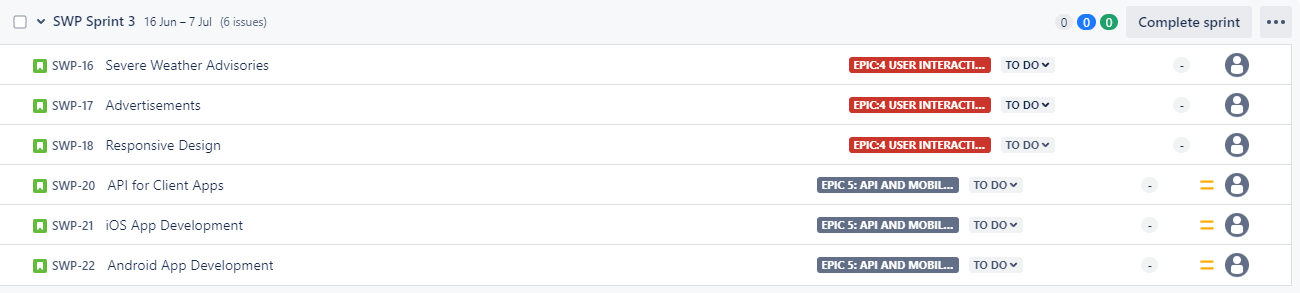 SWP Sprint 3 16 Jun – 7 Jul (6 issues) 0 0 0 Complete sprint
SWP-16 Severe Weather Advisories EPIC:4 USER INTERACTI... TO DO -
SWP-17 Advertisements EPIC:4 USER INTERACTI... TO DO -
SWP-18 Responsive Design EPIC:4 USER INTERACTI... TO DO -
SWP-20 API for Client Apps EPIC 5: API AND MOBIL... TO DO -
SWP-21 iOS App Development EPIC 5: API AND MOBIL... TO DO -
SWP-22 Android App Development EPIC 5: API AND MOBIL... TO DO -